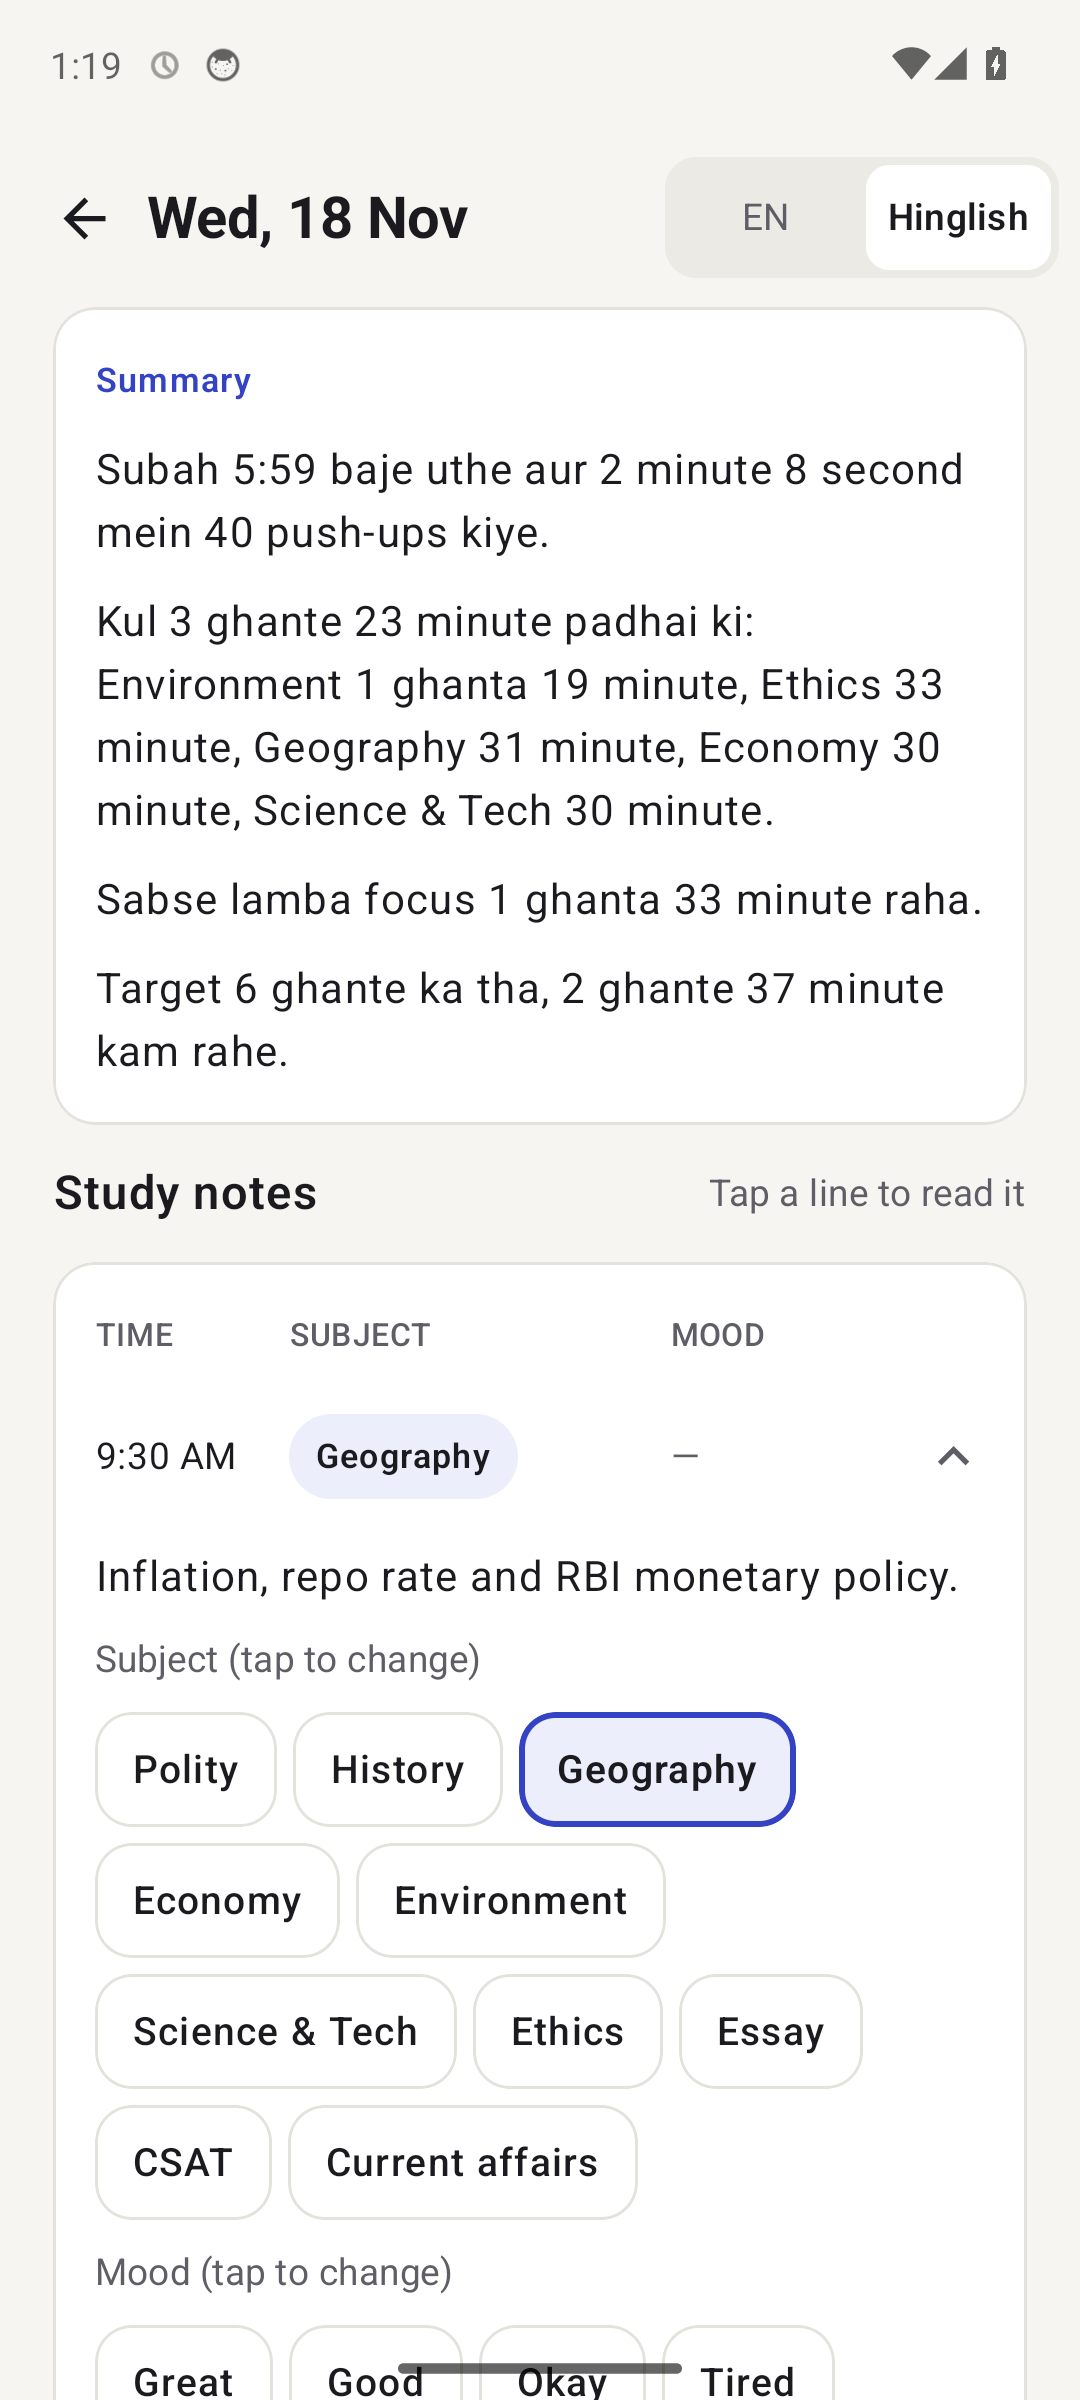 1:19
Wed, 18 Nov
EN
Hinglish
Summary
Subah 5:59 baje uthe aur 2 minute 8 second
mein 40 push-ups kiye.
Kul 3 ghante 23 minute padhai ki:
Environment 1 ghanta 19 minute, Ethics 33
minute, Geography 31 minute, Economy 30
minute, Science & Tech 30 minute.
Sabse lamba focus 1 ghanta 33 minute raha.
Target 6 ghante ka tha, 2 ghante 37 minute
kam rahe.
Study notes
Tap a line to read it
TIME SUBJECT MOOD
9:30 AM Geography –
Inflation, repo rate and RBI monetary policy.
Subject (tap to change)
Polity History Geography
Economy Environment
Science & Tech Ethics Essay
CSAT Current affairs
Mood (tap to change)
Great Good Okay Tired